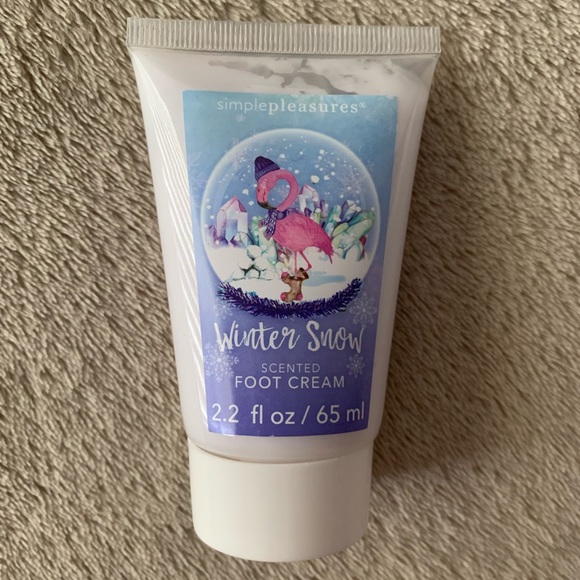 simplepleasures®
Winter Snow
SCENTED
FOOT CREAM
2.2 fl oz / 65 ml